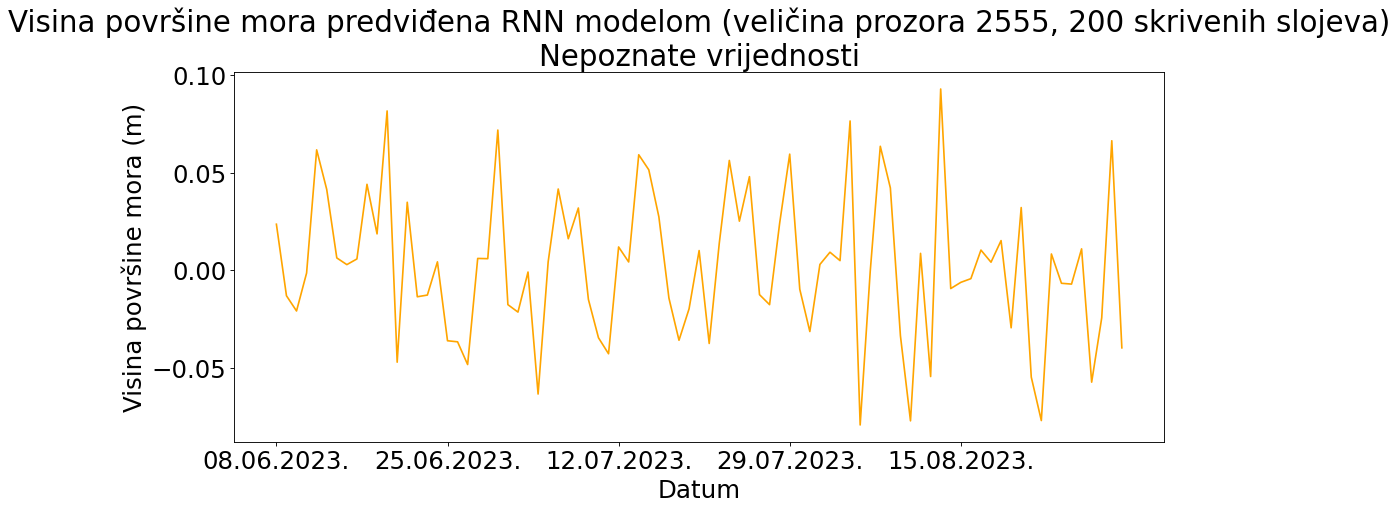 Visina površine mora predviđena RNN modelom (veličina prozora 2555, 200 skrivenih slojeva)
Nepoznate vrijednosti
Visina površine mora (m)
0.10
0.05
0.00
−0.05
08.06.2023. 25.06.2023. 12.07.2023. 29.07.2023. 15.08.2023.
Datum